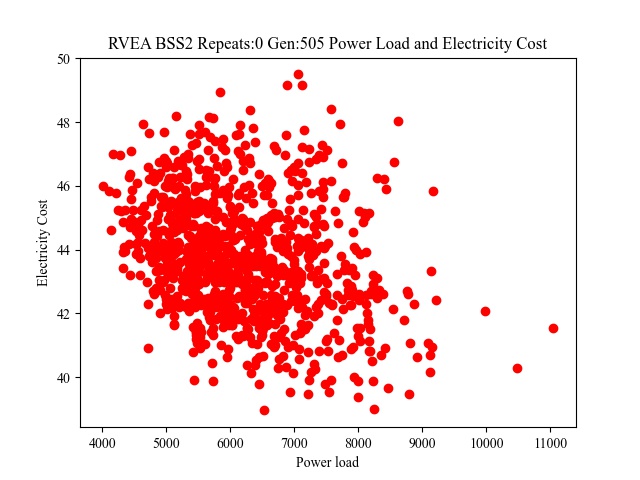 RVEA BSS2 Repeats:0 Gen:505 Power Load and Electricity Cost
50
48
46
44
42
40
Electricity Cost
4000 5000 6000 7000 8000 9000 10000 11000
Power load